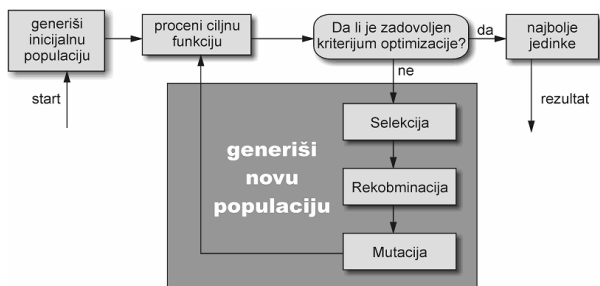 generiši
inicijalnu
populaciju
proceni ciljnu
funkciju
Da li je zadovoljen
kriterijum optimizacije?
da
najbolje
jedinke
start
ne
rezultat
generiši
novu
populaciju
Selekcija
Rekobminacija
Mutacija